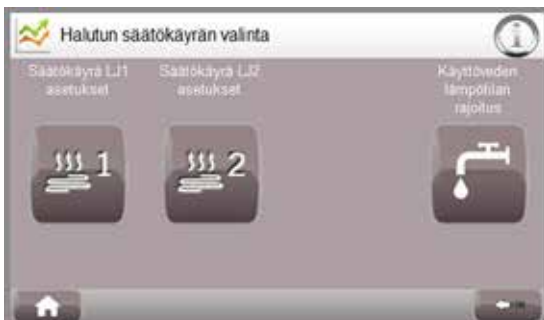 Halutun säätökäyrän valinta
Säätökäyrä LJ1
asetukset
Säätökäyrä LJ2
asetukset
Käyttöveden
lämpötilan
rajoitus
1
2